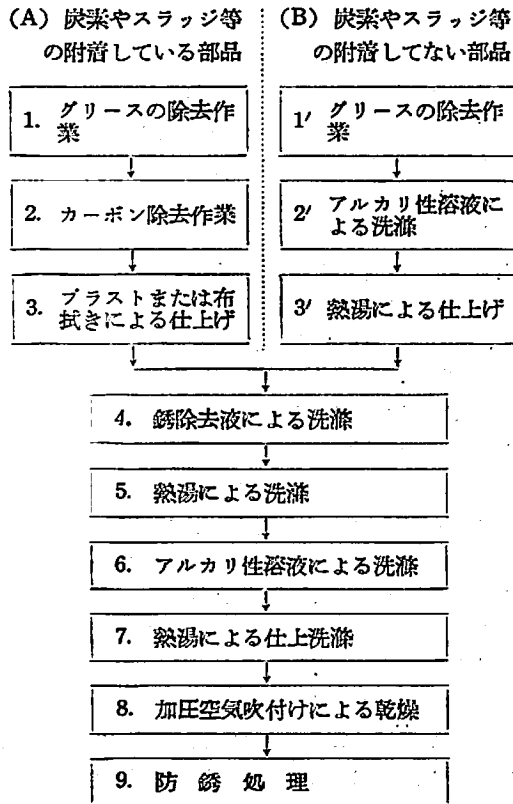 (A) 炭素やスラッジ等
の附着している部品
(B) 炭素やスラッジ等
の附着してない部品
1. グリースの除去作
業
2. カーボン除去作業
3. ブラストまたは布
拭きによる仕上げ
1′ グリースの除去作
業
2′ アルカリ性溶液に
よる洗滌
3′ 熱湯による仕上げ
4. 銹除去液による洗滌
5. 熱湯による洗滌
6. アルカリ性溶液による洗滌
7. 熱湯による仕上洗滌
8. 加圧空気吹付けによる乾燥
9. 防銹処理